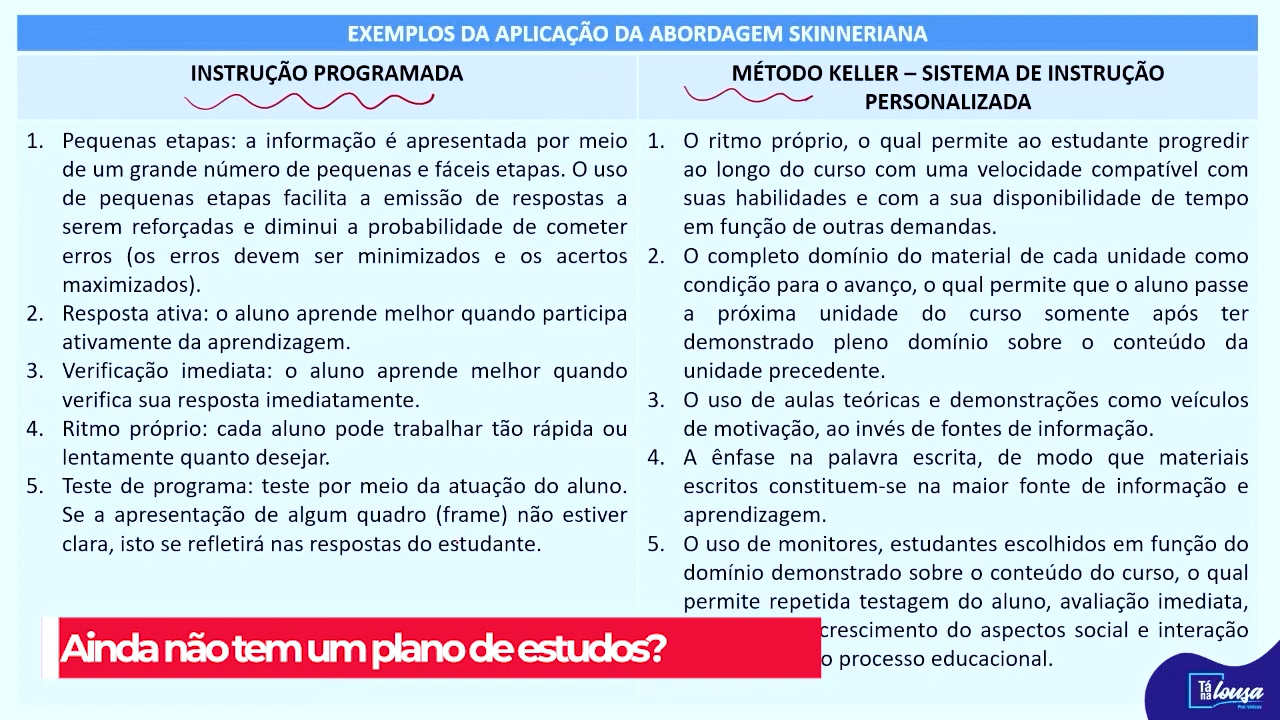 EXEMPLOS DA APLICAÇÃO DA ABORDAGEM SKINNERIANA
INSTRUÇÃO PROGRAMADA
1. Pequenas etapas: a informação é apresentada por meio
de um grande número de pequenas e fáceis etapas. O uso
de pequenas etapas facilita a emissão de respostas a
serem reforçadas e diminui a probabilidade de cometer
erros (os erros devem ser minimizados e os acertos
maximizados).
2. Resposta ativa: o aluno aprende melhor quando participa
ativamente da aprendizagem.
3. Verificação imediata: o aluno aprende melhor quando
verifica sua resposta imediatamente.
4. Ritmo próprio: cada aluno pode trabalhar tão rápida ou
lentamente quanto desejar.
5. Teste de programa: teste por meio da atuação do aluno.
Se a apresentação de algum quadro (frame) não estiver
clara, isto se refletirá nas respostas do estudante.
MÉTODO KELLER – SISTEMA DE INSTRUÇÃO
PERSONALIZADA
1. O ritmo próprio, o qual permite ao estudante progredir
ao longo do curso com uma velocidade compatível com
suas habilidades e com a sua disponibilidade de tempo
em função de outras demandas.
2. O completo domínio do material de cada unidade como
condição para o avanço, o qual permite que o aluno passe
a próxima unidade do curso somente após ter
demonstrado pleno domínio sobre o conteúdo da
unidade precedente.
3. O uso de aulas teóricas e demonstrações como veículos
de motivação, ao invés de fontes de informação.
4. A ênfase na palavra escrita, de modo que materiais
escritos constituem-se na maior fonte de informação e
aprendizagem.
5. O uso de monitores, estudantes escolhidos em função do
domínio demonstrado sobre o conteúdo do curso, o qual
permite repetida testagem do aluno, avaliação imediata,
crescimento do aspectos social e interação
o processo educacional.
Ainda não tem um plano de estudos?
Tá
na lousa